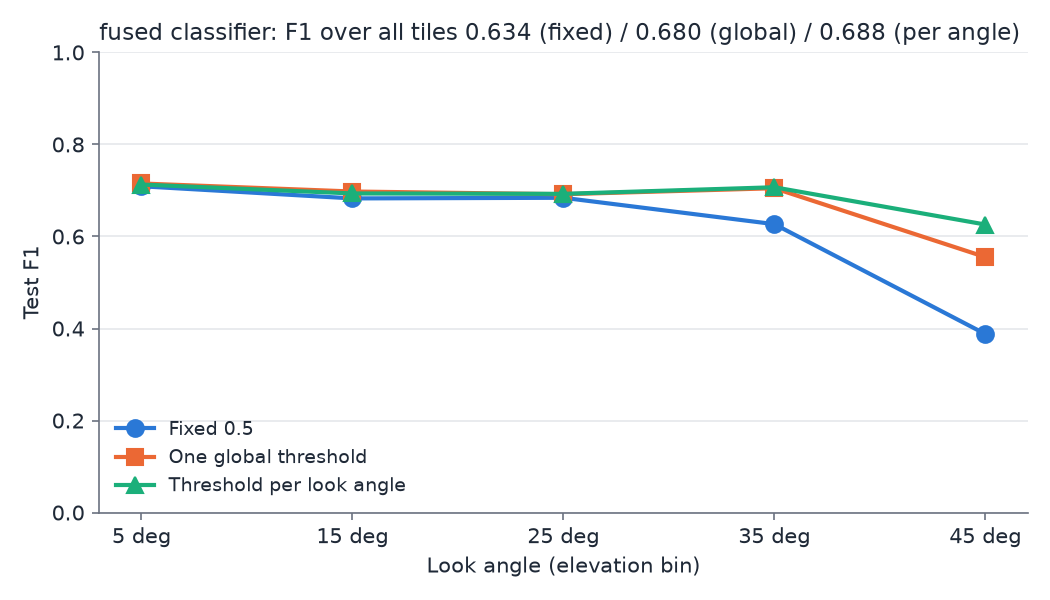 fused classifier: F1 over all tiles 0.634 (fixed) / 0.680 (global) / 0.688 (per angle)
1.0
0.8
0.6
0.4
0.2
0.0
Test F1
Fixed 0.5
One global threshold
Threshold per look angle
5 deg
15 deg
25 deg
35 deg
45 deg
Look angle (elevation bin)